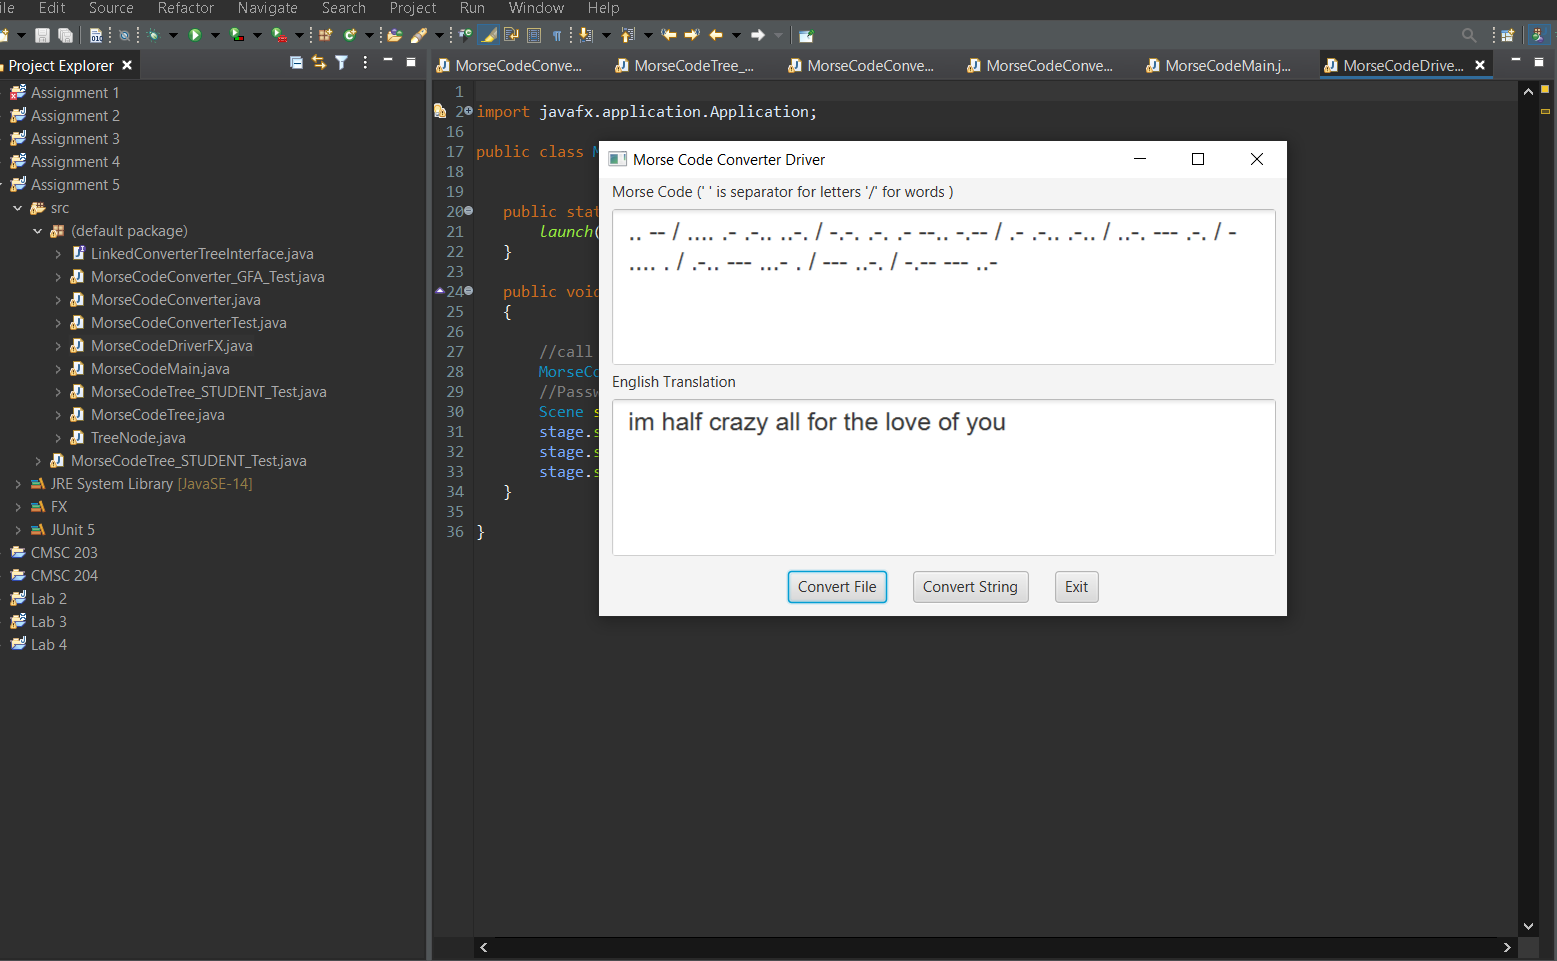 ile Edit Source Refactor Navigate Search Project Run Window Help
Project Explorer
MorseCodeConve...
MorseCodeTree_...
MorseCodeConve...
MorseCodeConve...
MorseCodeMain.j...
MorseCodeDrive...
Assignment 1
Assignment 2
Assignment 3
Assignment 4
Assignment 5
src
(default package)
LinkedConverterTreeInterface.java
MorseCodeConverter_GFA_Test.java
MorseCodeConverter.java
MorseCodeConverterTest.java
MorseCodeDriverFX.java
MorseCodeMain.java
MorseCodeTree_STUDENT_Test.java
MorseCodeTree.java
TreeNode.java
MorseCodeTree_STUDENT_Test.java
JRE System Library [JavaSE-14]
FX
JUnit 5
CMSC 203
CMSC 204
Lab 2
Lab 3
Lab 4
1
2 import javafx.application.Application;
16
17 public class
18
19
20 public stat
21 launch(
22 }
23
24 public void
25 {
26
27 //call
28 MorseCo
29 //Passw
30 Scene s
31 stage.s
32 stage.s
33 stage.s
34 }
35
36 }
Morse Code Converter Driver
Morse Code (' ' is separator for letters '/' for words )
.. -- / .... .- .-.. ..-. / -.-. .-. .- --.. -.-- / .- .-.. .-.. / ..-. --- .-. / -
.... . / .-.. --- ...- . / --- ..-. / -.-- --- ..-
English Translation
im half crazy all for the love of you
Convert File Convert String Exit